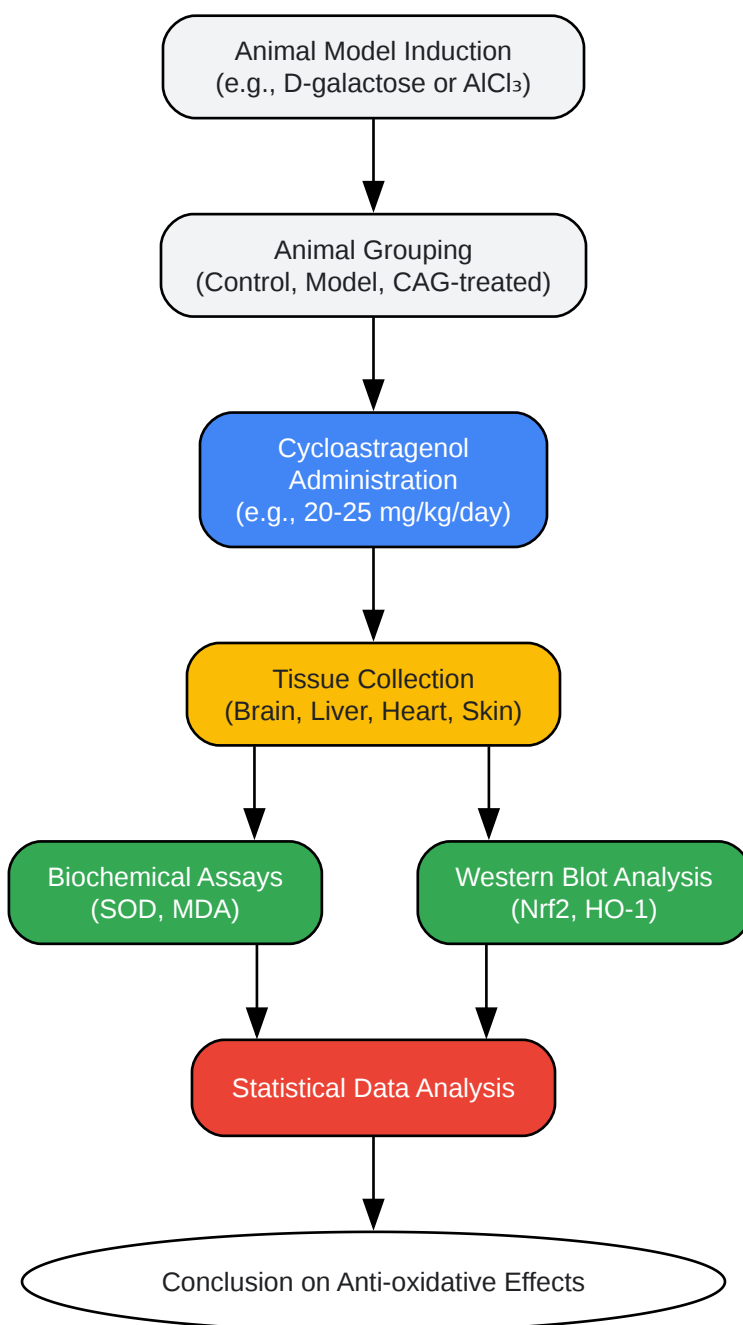 Animal Model Induction
(e.g., D-galactose or AlCl₃)
Animal Grouping
(Control, Model, CAG-treated)
Cycloastragenol
Administration
(e.g., 20-25 mg/kg/day)
Tissue Collection
(Brain, Liver, Heart, Skin)
Biochemical Assays
(SOD, MDA)
Western Blot Analysis
(Nrf2, HO-1)
Statistical Data Analysis
Conclusion on Anti-oxidative Effects